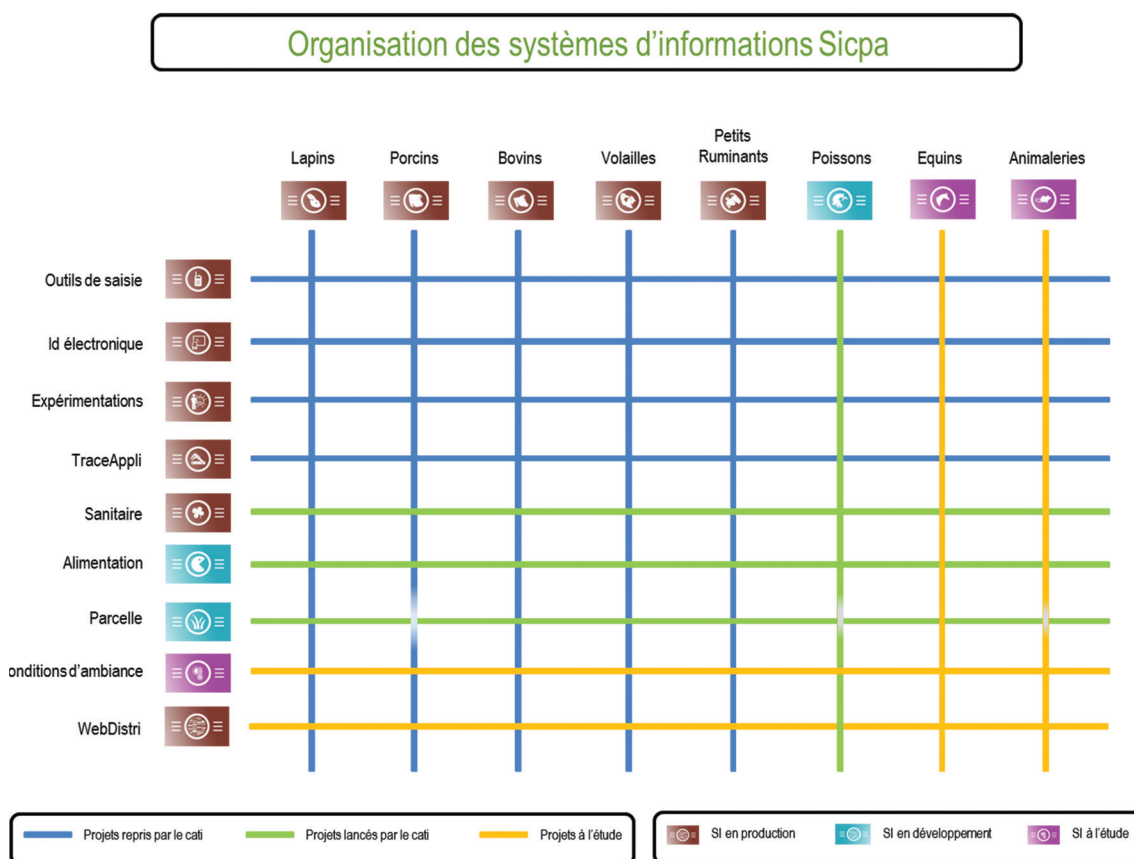 Organisation des systèmes d'informations Sicpa
Petits
Lapins Porcins Bovins Volailles Ruminants Poissons Equins Animaleries
Outils de saisie
Id électronique
Expérimentations
TraceAppli
Sanitaire
Alimentation
Parcelle
onditions d'ambiance
WebDistri
Projets repris par le cati Projets lancés par le cati Projets à l'étude SI en production SI en développement SI à l'étude